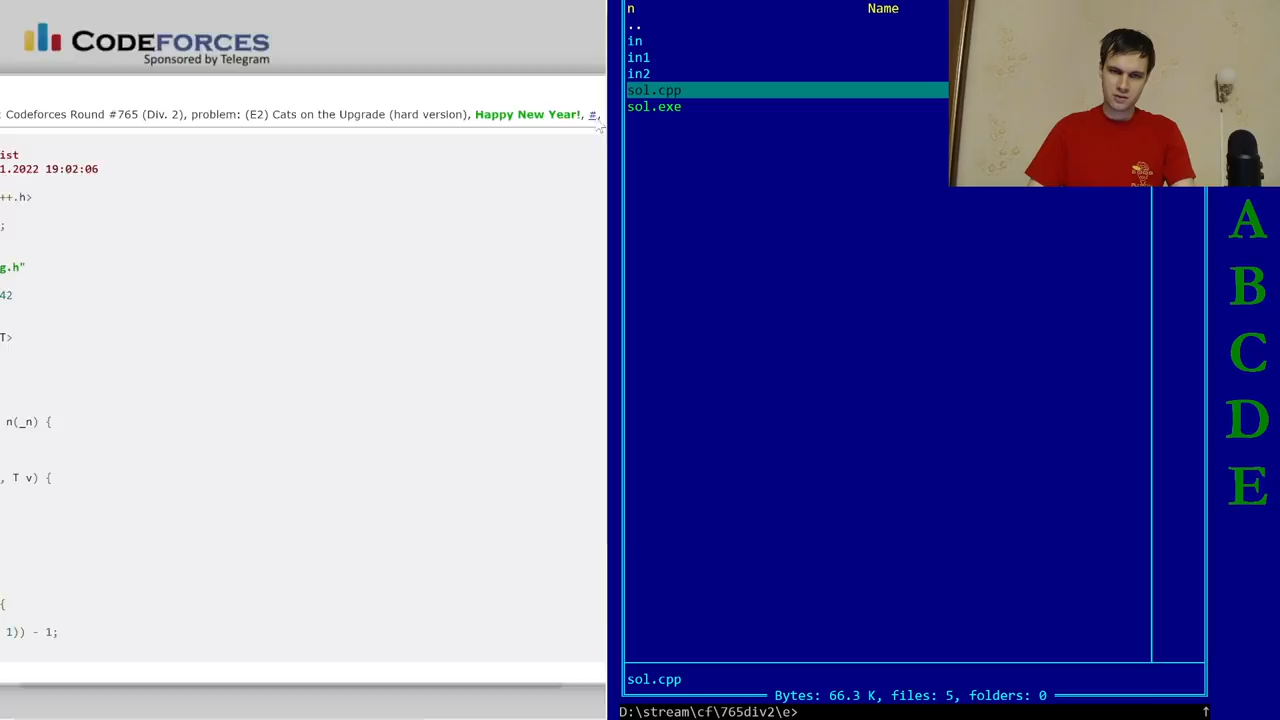 CODEFORCES
Sponsored by Telegram
: Codeforces Round #765 (Div. 2), problem: (E2) Cats on the Upgrade (hard version), Happy New Year!, #,
ist
1.2022 19:02:06
++.h>
;
g.h"
42
T>
n(_n) {
, T v) {
{
1)) - 1;
n Name
..
in
in1
in2
sol.cpp
sol.exe
sol.cpp
Bytes: 66.3 K, files: 5, folders: 0
D:\stream\cf\765div2\e> ↑
A
B
C
D
E